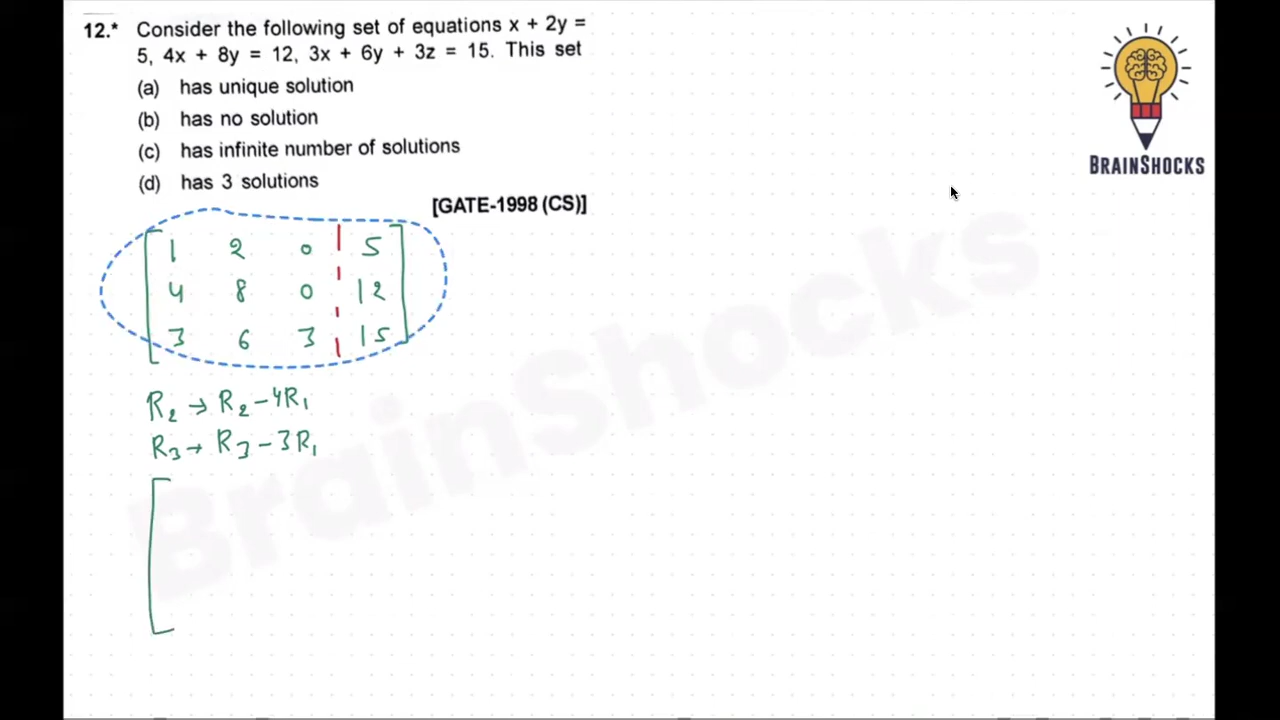 12.* Consider the following set of equations x + 2y =
5, 4x + 8y = 12, 3x + 6y + 3z = 15. This set
(a) has unique solution
(b) has no solution
(c) has infinite number of solutions
(d) has 3 solutions
[GATE-1998 (CS)]
BRAINSHOCKS
1 2 0 | 5
4 8 0 | 12
3 6 3 | 15
R₂ → R₂ - 4R₁
R₃ → R₃ - 3R₁
BrainShocks